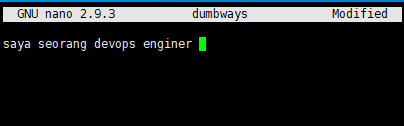 GNU nano 2.9.3 dumbways Modified
saya seorang devops enginer